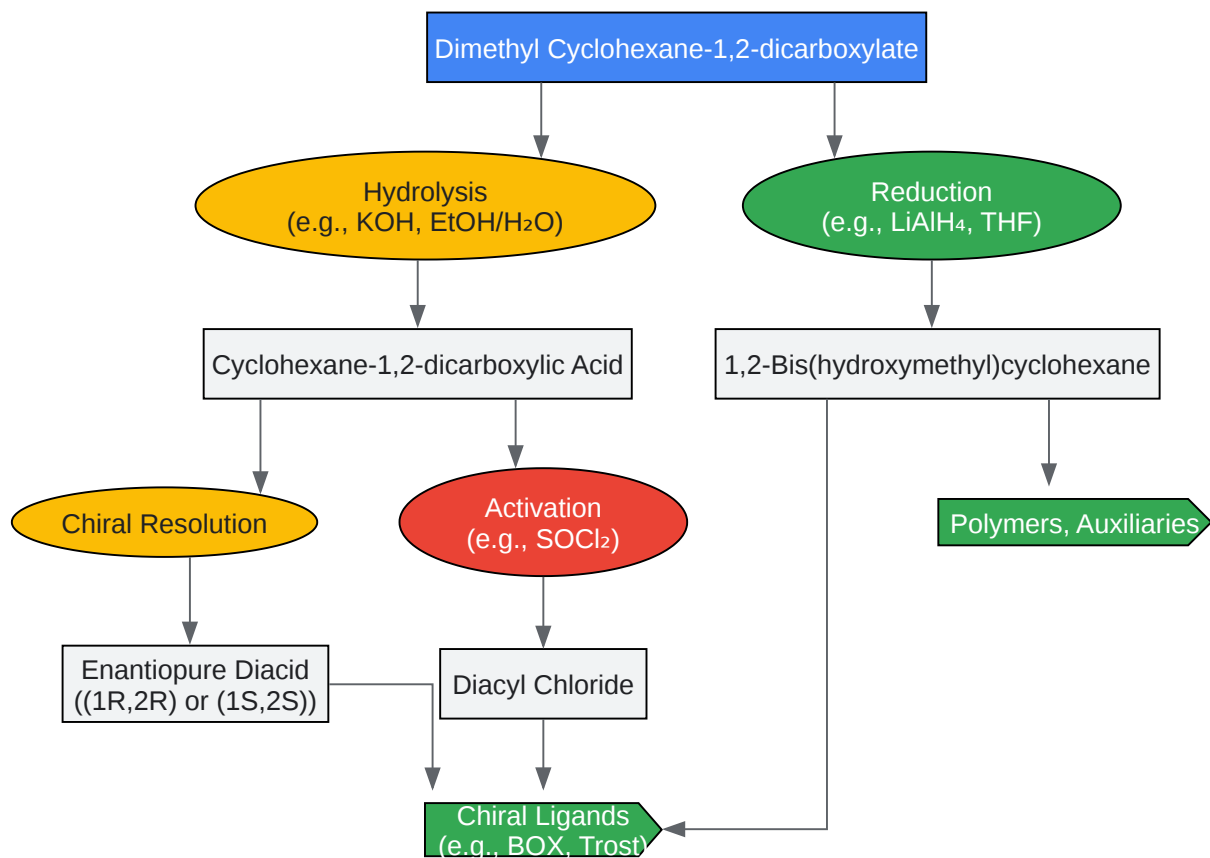 Dimethyl Cyclohexane-1,2-dicarboxylate
Hydrolysis
(e.g., KOH, EtOH/H₂O)
Reduction
(e.g., LiAlH₄, THF)
Cyclohexane-1,2-dicarboxylic Acid
1,2-Bis(hydroxymethyl)cyclohexane
Chiral Resolution
Activation
(e.g., SOCl₂)
Polymers, Auxiliaries
Enantiopure Diacid
((1R,2R) or (1S,2S))
Diacyl Chloride
Chiral Ligands
(e.g., BOX, Trost)